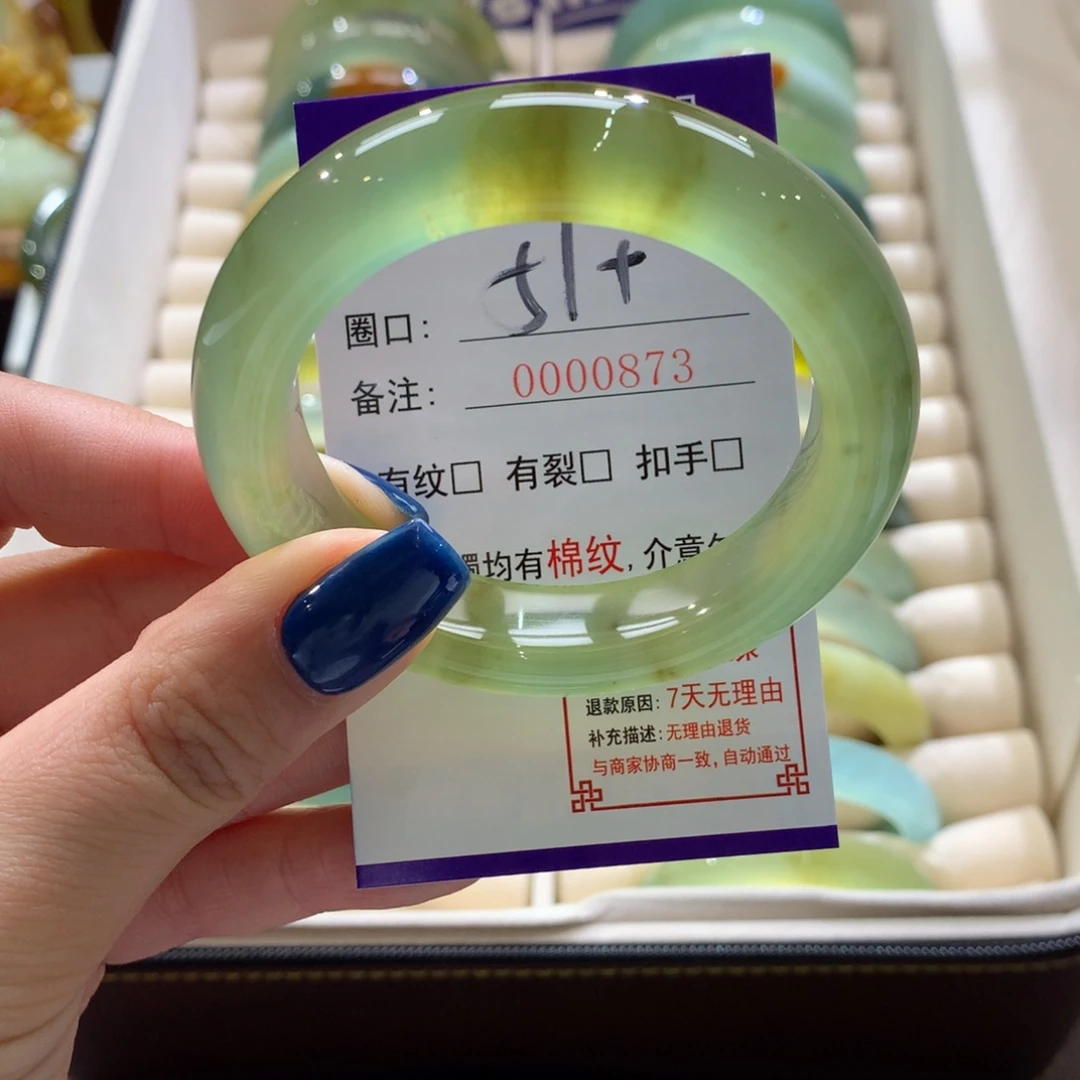 圈口: 51+
备注: 0000873
有纹□ 有裂□ 扣手□
镯均有棉纹, 介意
退款原因: 7天无理由
补充描述: 无理由退货
与商家协商一致, 自动通过